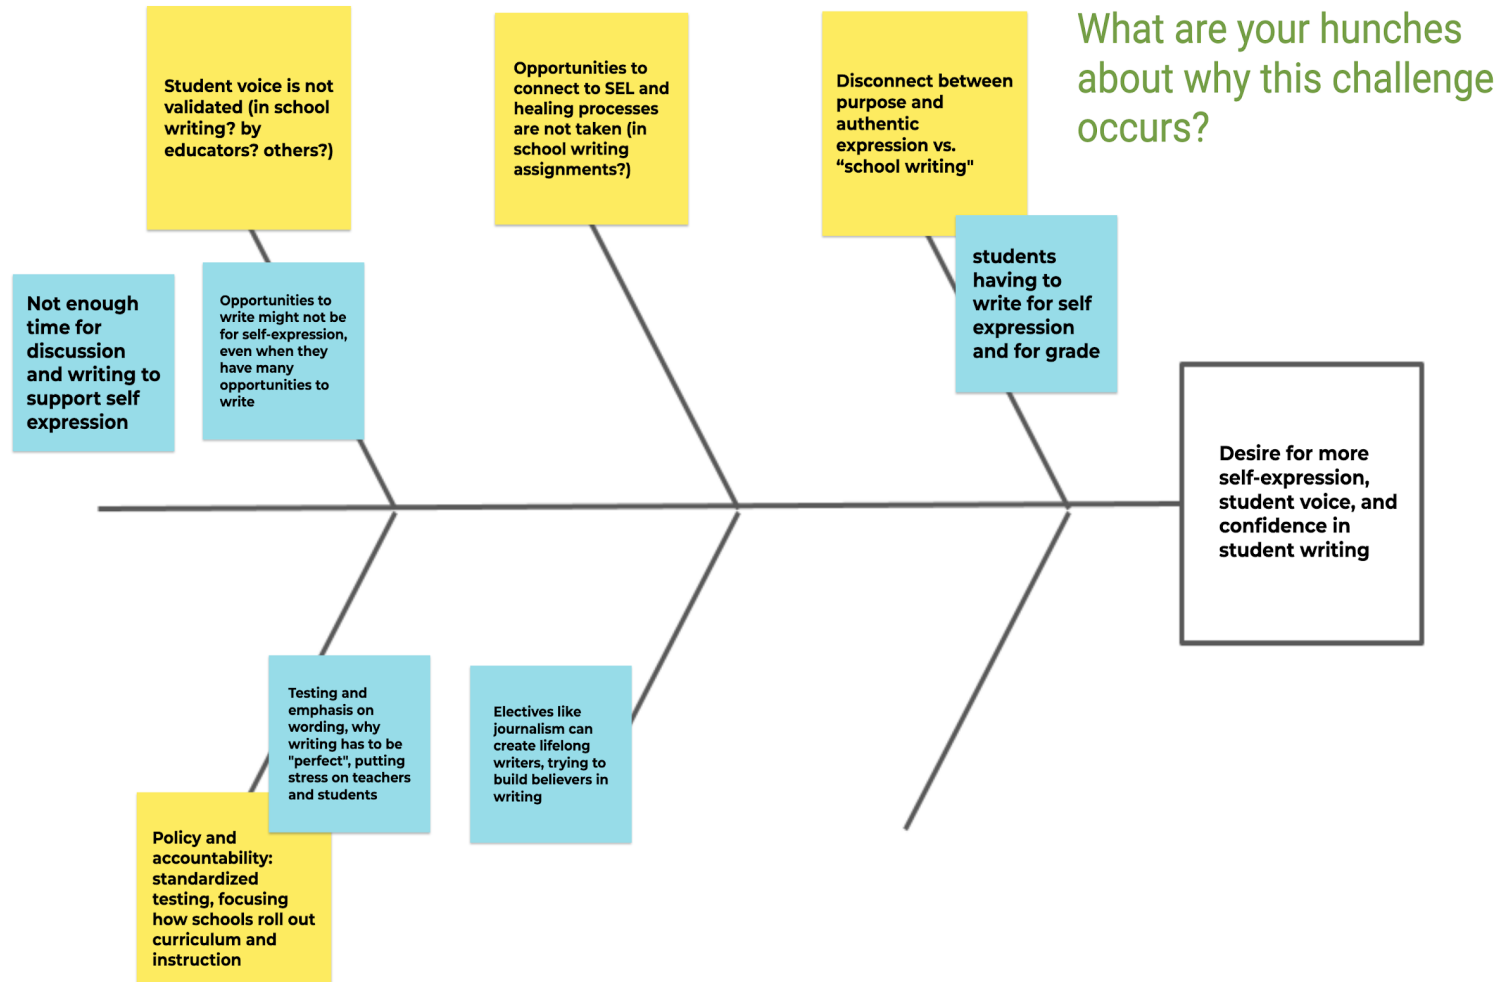 What are your hunches
about why this challenge
occurs?
Student voice is not
validated (in school
writing? by
educators? others?)
Opportunities to
connect to SEL and
healing processes
are not taken (in
school writing
assignments?)
Disconnect between
purpose and
authentic
expression vs.
“school writing"
Not enough
time for
discussion
and writing to
support self
expression
Opportunities to
write might not be
for self-expression,
even when they
have many
opportunities to
write
students
having to
write for self
expression
and for grade
Desire for more
self-expression,
student voice, and
confidence in
student writing
Testing and
emphasis on
wording, why
writing has to be
"perfect", putting
stress on teachers
and students
Electives like
journalism can
create lifelong
writers, trying to
build believers in
writing
Policy and
accountability:
standardized
testing, focusing
how schools roll out
curriculum and
instruction